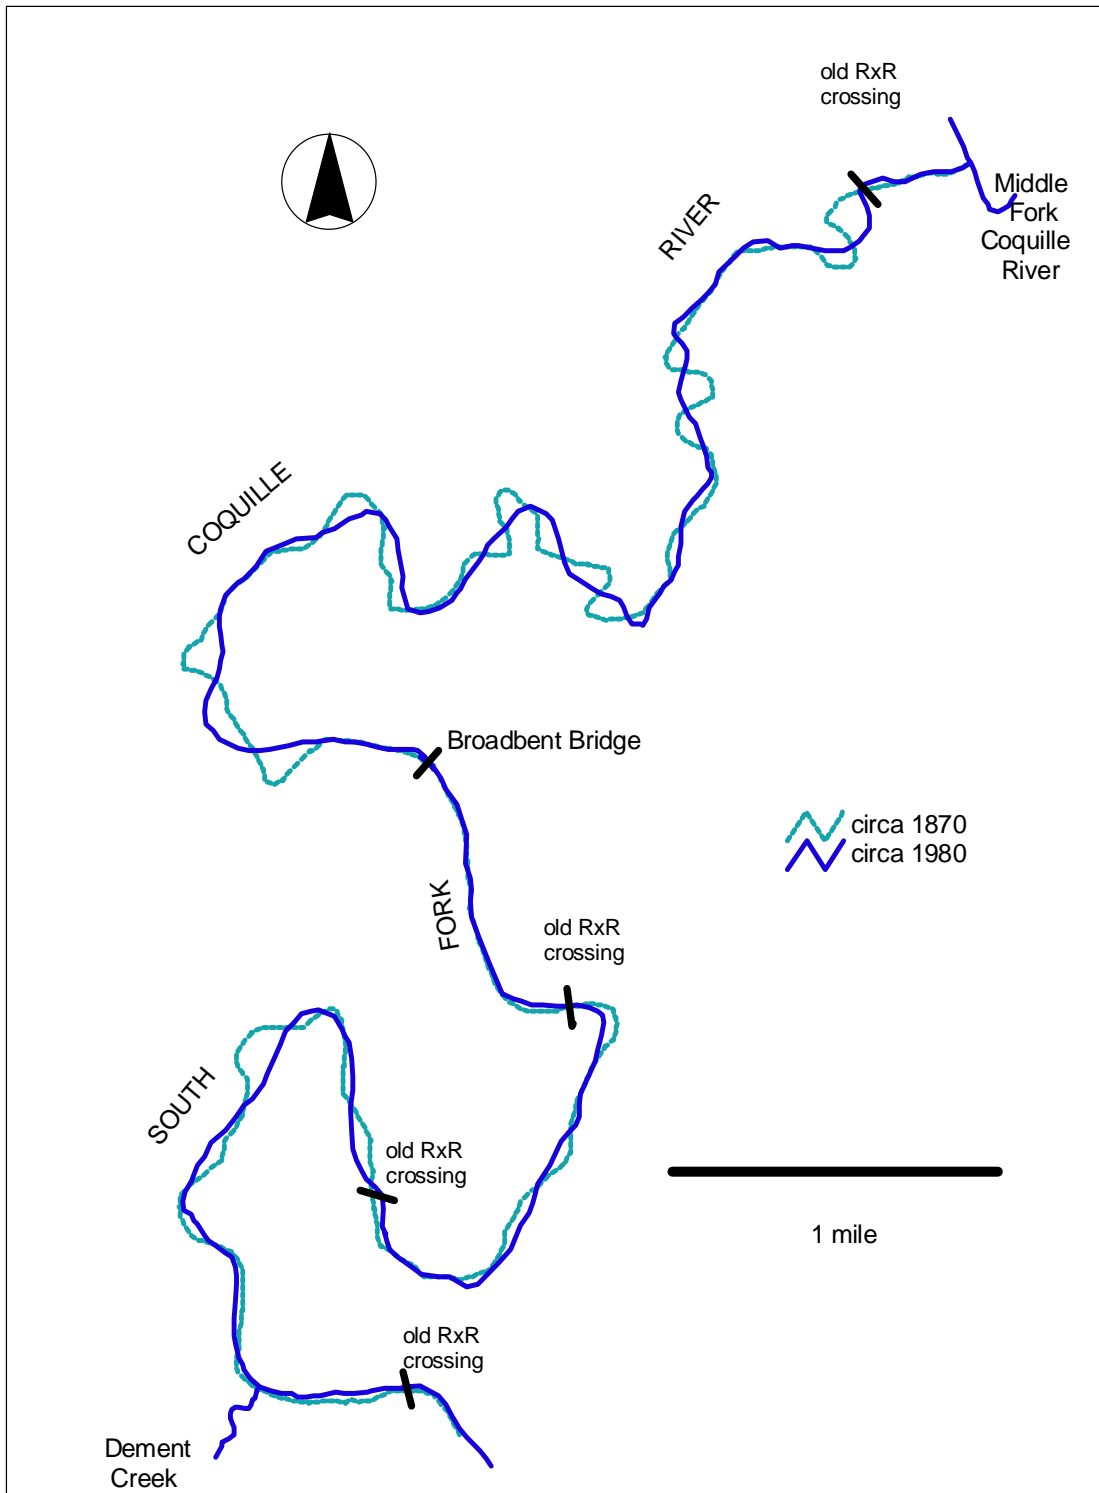 old RxR
crossing
Middle
Fork
Coquille
River
RIVER
COQUILLE
Broadbent Bridge
circa 1870
circa 1980
FORK
old RxR
crossing
SOUTH
old RxR
crossing
1 mile
old RxR
crossing
Dement
Creek